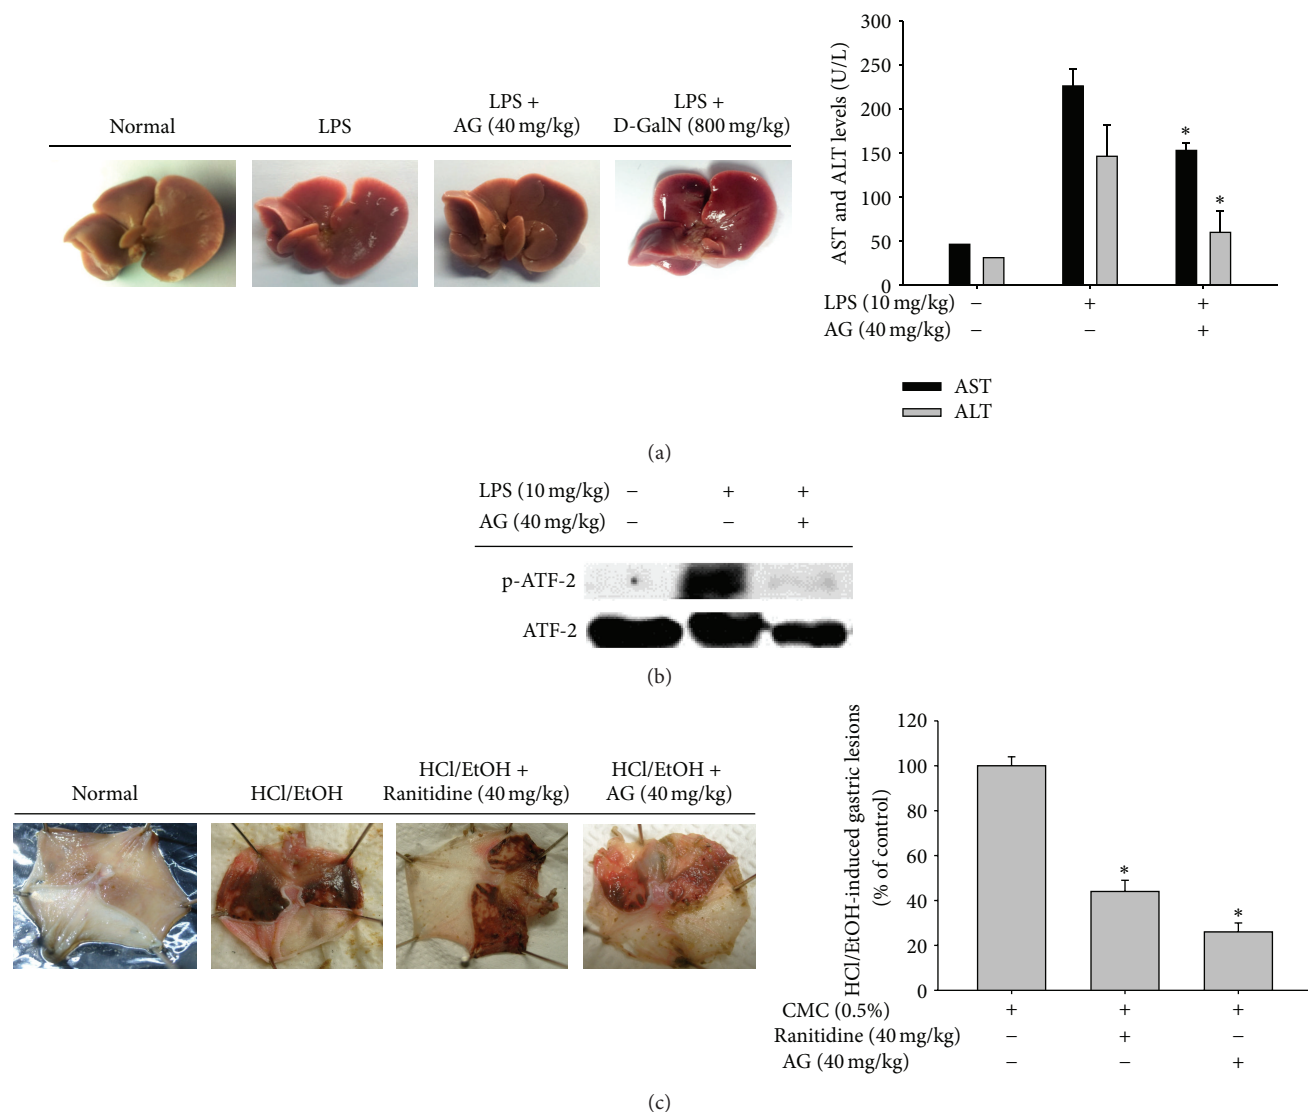 Normal
LPS
LPS +
AG (40 mg/kg)
LPS +
D-GalN (800 mg/kg)
AST and ALT levels (U/L)
300
250
200
150
100
50
0
*
*
LPS (10 mg/kg) − + +
AG (40 mg/kg) − − +
AST
ALT
(a)
LPS (10 mg/kg) − + +
AG (40 mg/kg) − − +
p-ATF-2
ATF-2
(b)
Normal
HCl/EtOH
HCl/EtOH +
Ranitidine (40 mg/kg)
HCl/EtOH +
AG (40 mg/kg)
HCl/EtOH-induced gastric lesions
(% of control)
120
100
80
60
40
20
0
*
*
CMC (0.5%) + + +
Ranitidine (40 mg/kg) − + −
AG (40 mg/kg) − − +
(c)